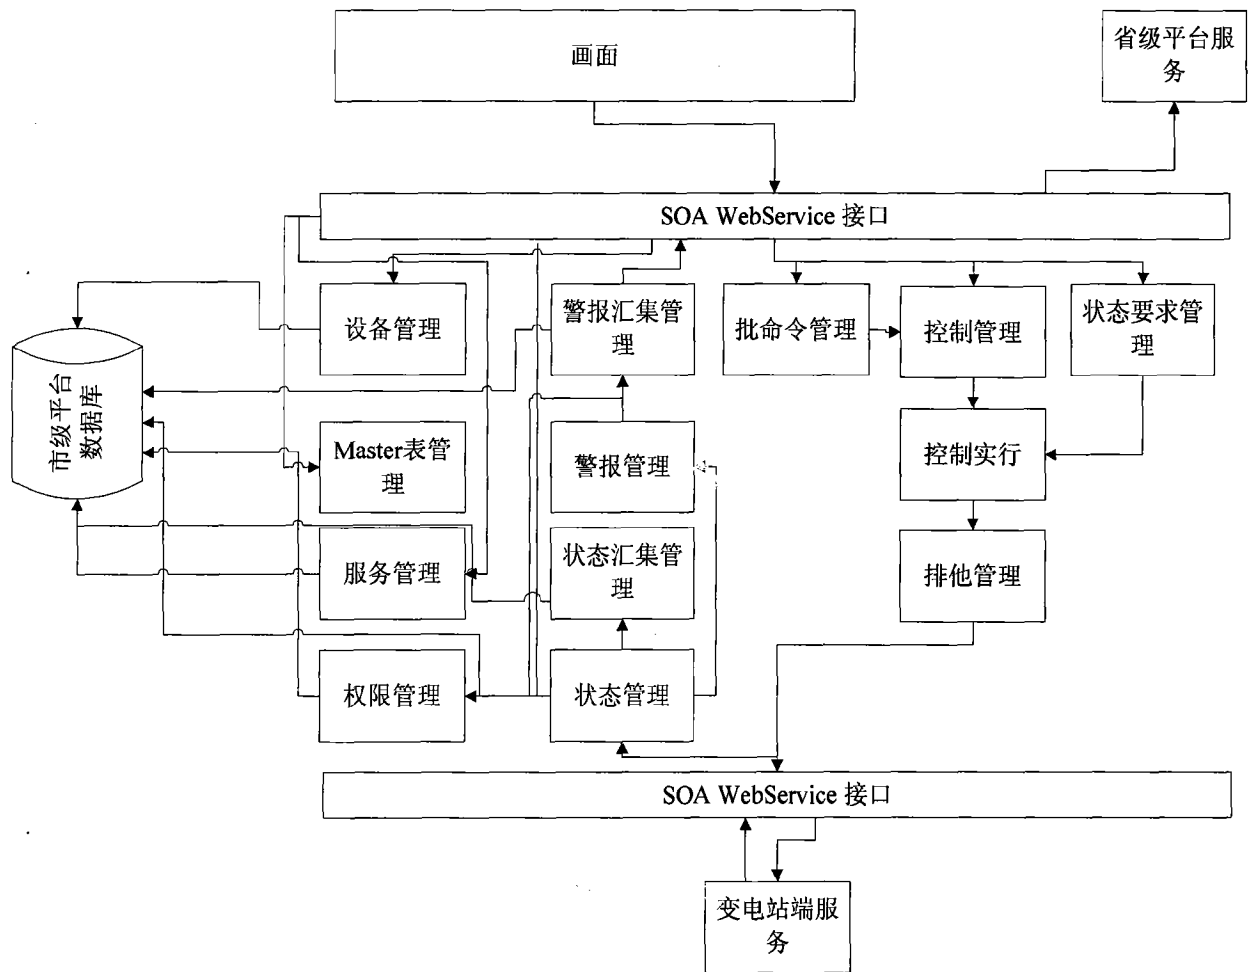 画面
省级平台服
务
SOA WebService 接口
设备管理
警报汇集管
理
批命令管理
控制管理
状态要求管
理
市级平台
数据库
Master表管
理
警报管理
控制实行
服务管理
状态汇集管
理
排他管理
权限管理
状态管理
SOA WebService 接口
变电站端服
务